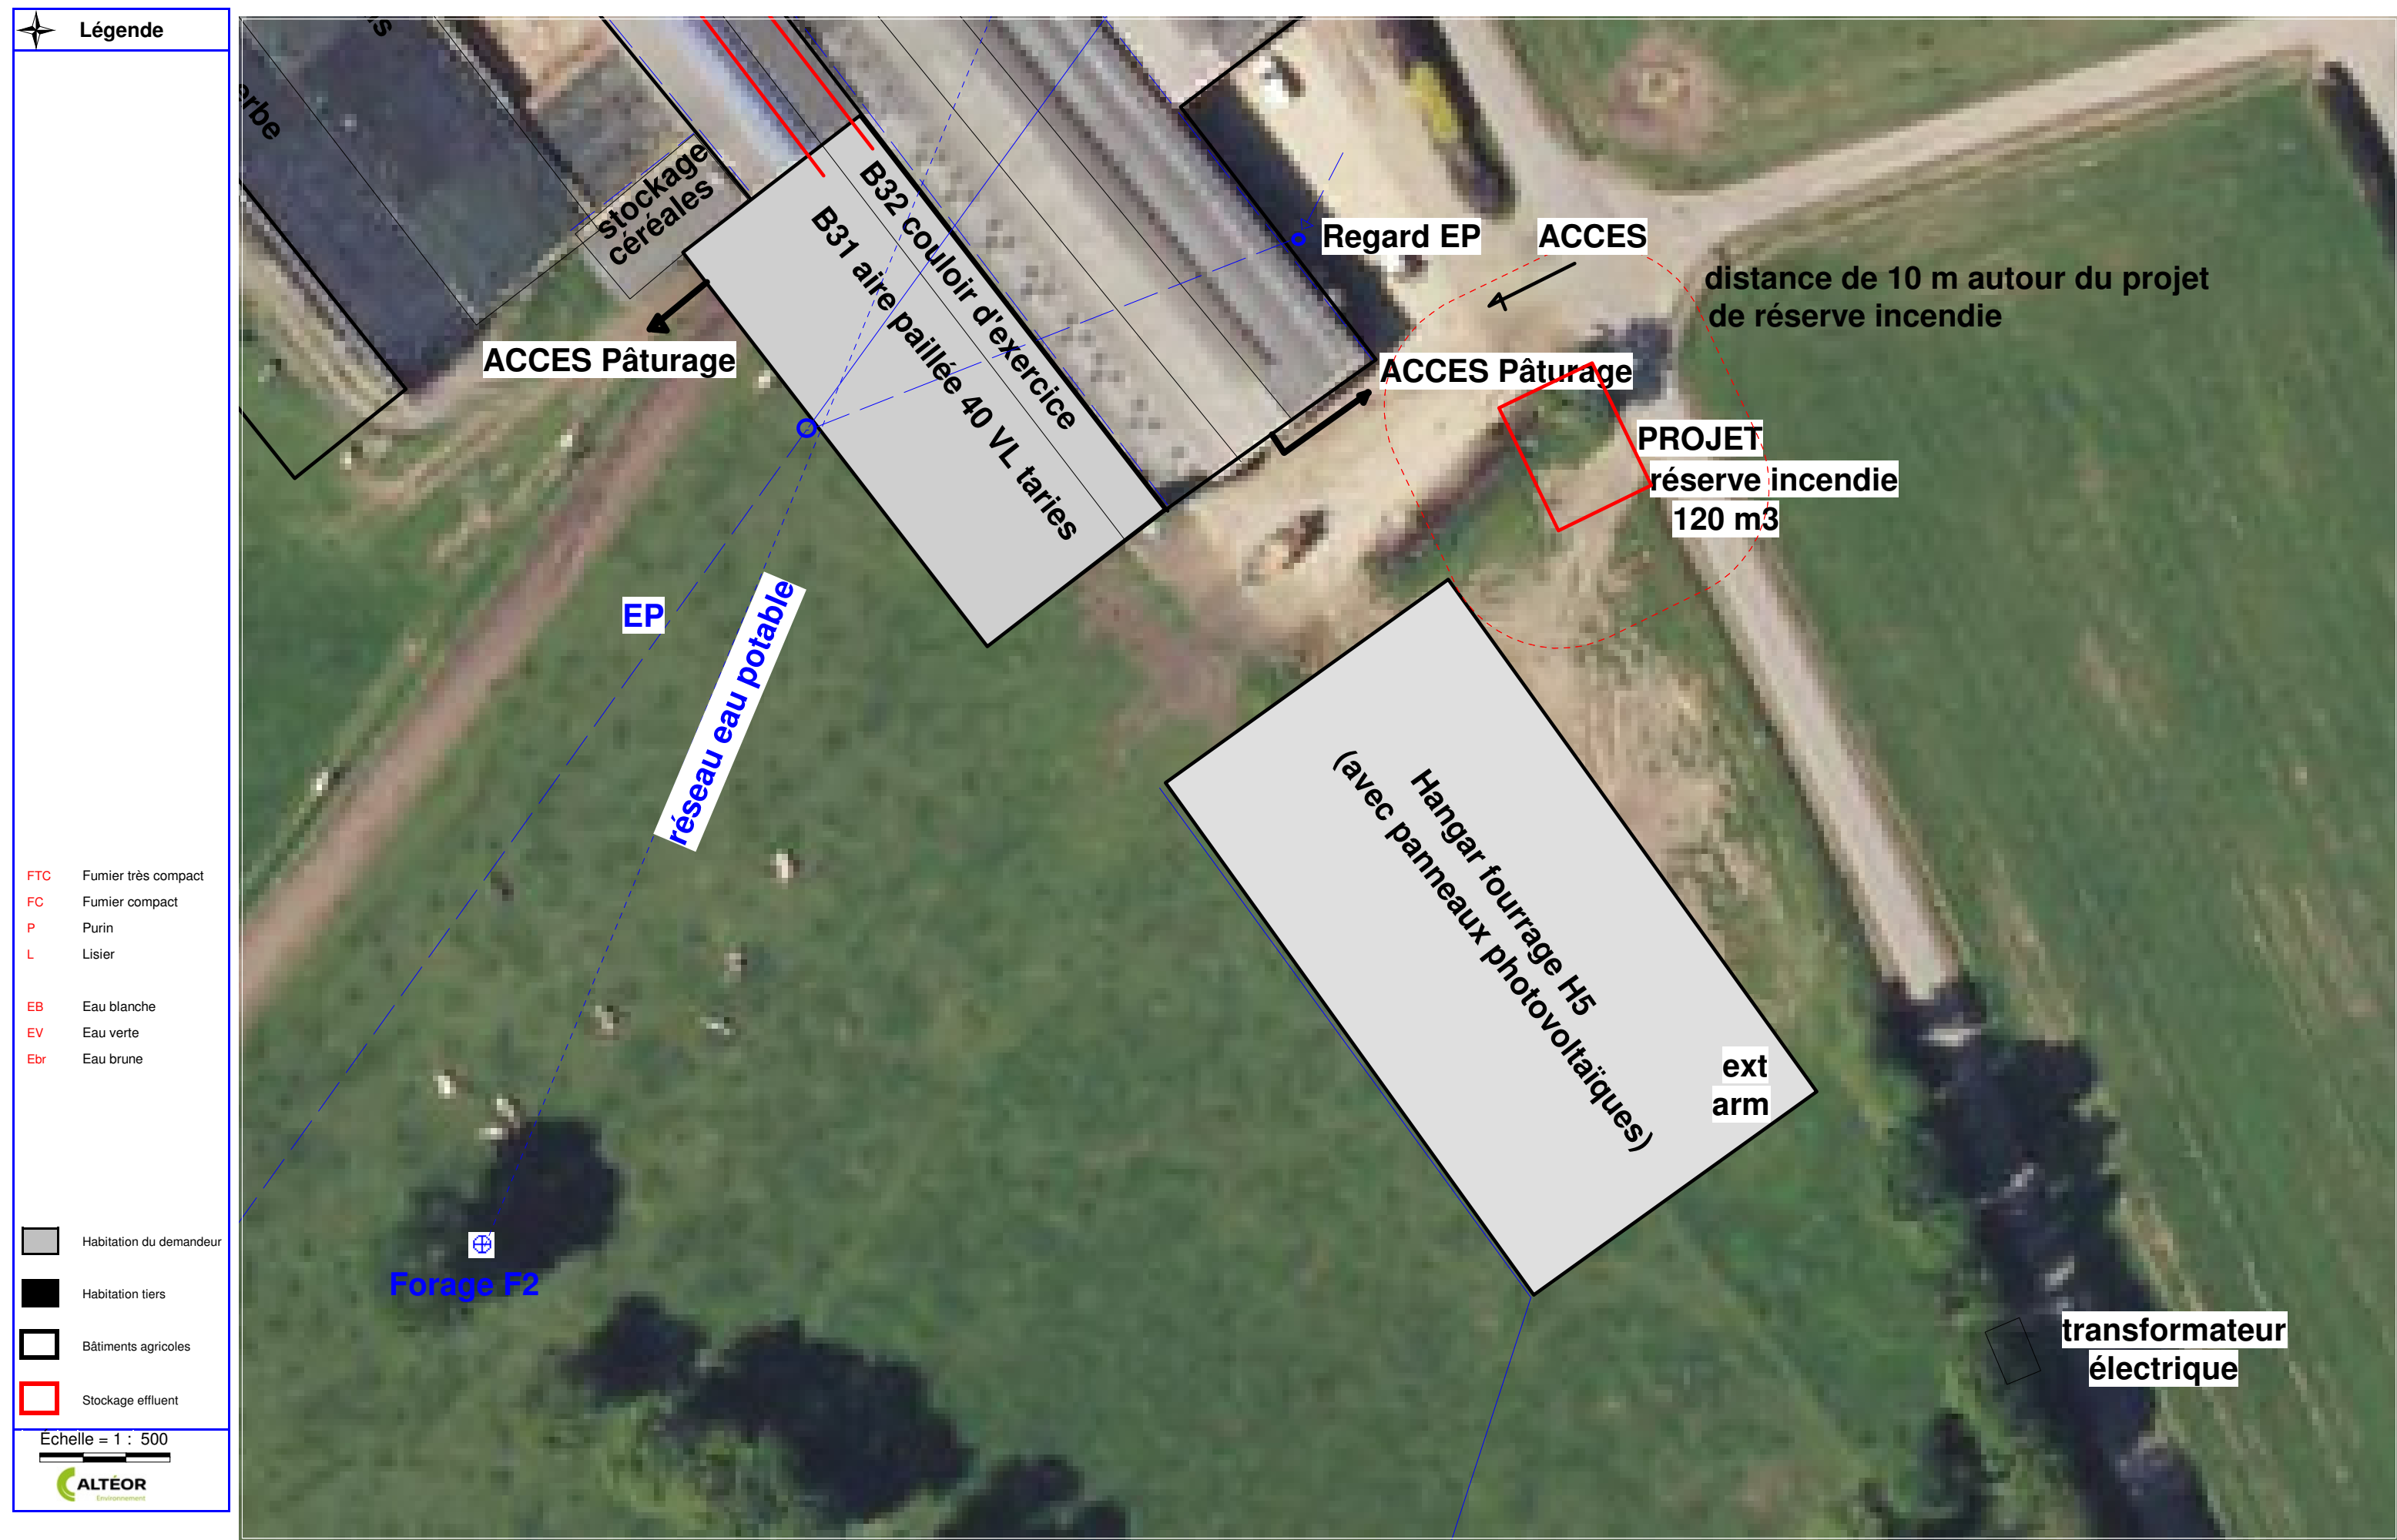 Légende
FTC Fumier très compact
FC Fumier compact
P Purin
L Lisier
EB Eau blanche
EV Eau verte
Ebr Eau brune
Habitation du demandeur
Habitation tiers
Bâtiments agricoles
Stockage effluent
Échelle = 1 : 500
ALTÉOR
Environnement
stockage
céréales
B32 couloir d'exercice
B31 aire paillée 40 VL taries
ACCES Pâturage
Regard EP
ACCES
distance de 10 m autour du projet
de réserve incendie
ACCES Pâturage
PROJET
réserve incendie
120 m3
EP
réseau eau potable
Hangar fourrage H5
(avec panneaux photovoltaïques)
ext
arm
Forage F2
transformateur
électrique